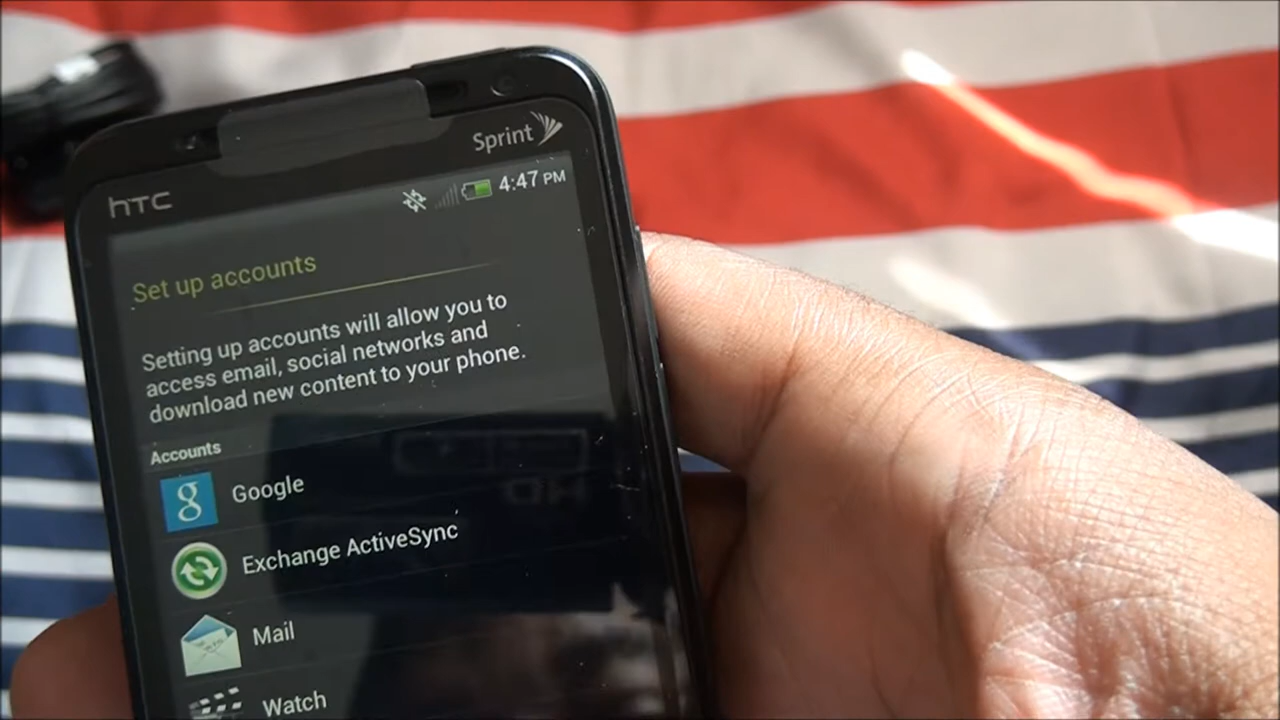 Sprint
hTC
4:47 PM
Set up accounts
Setting up accounts will allow you to
access email, social networks and
download new content to your phone.
Accounts
g
Google
Exchange ActiveSync
Mail
Watch